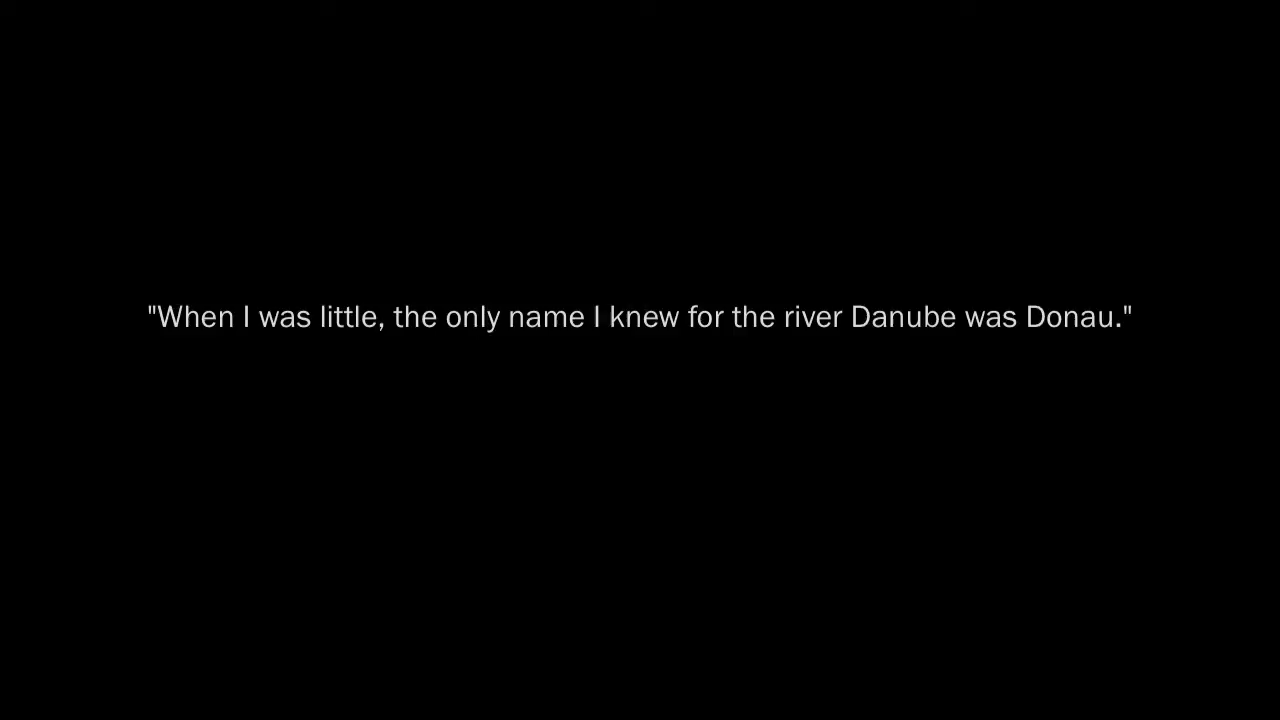 "When I was little, the only name I knew for the river Danube was Donau."